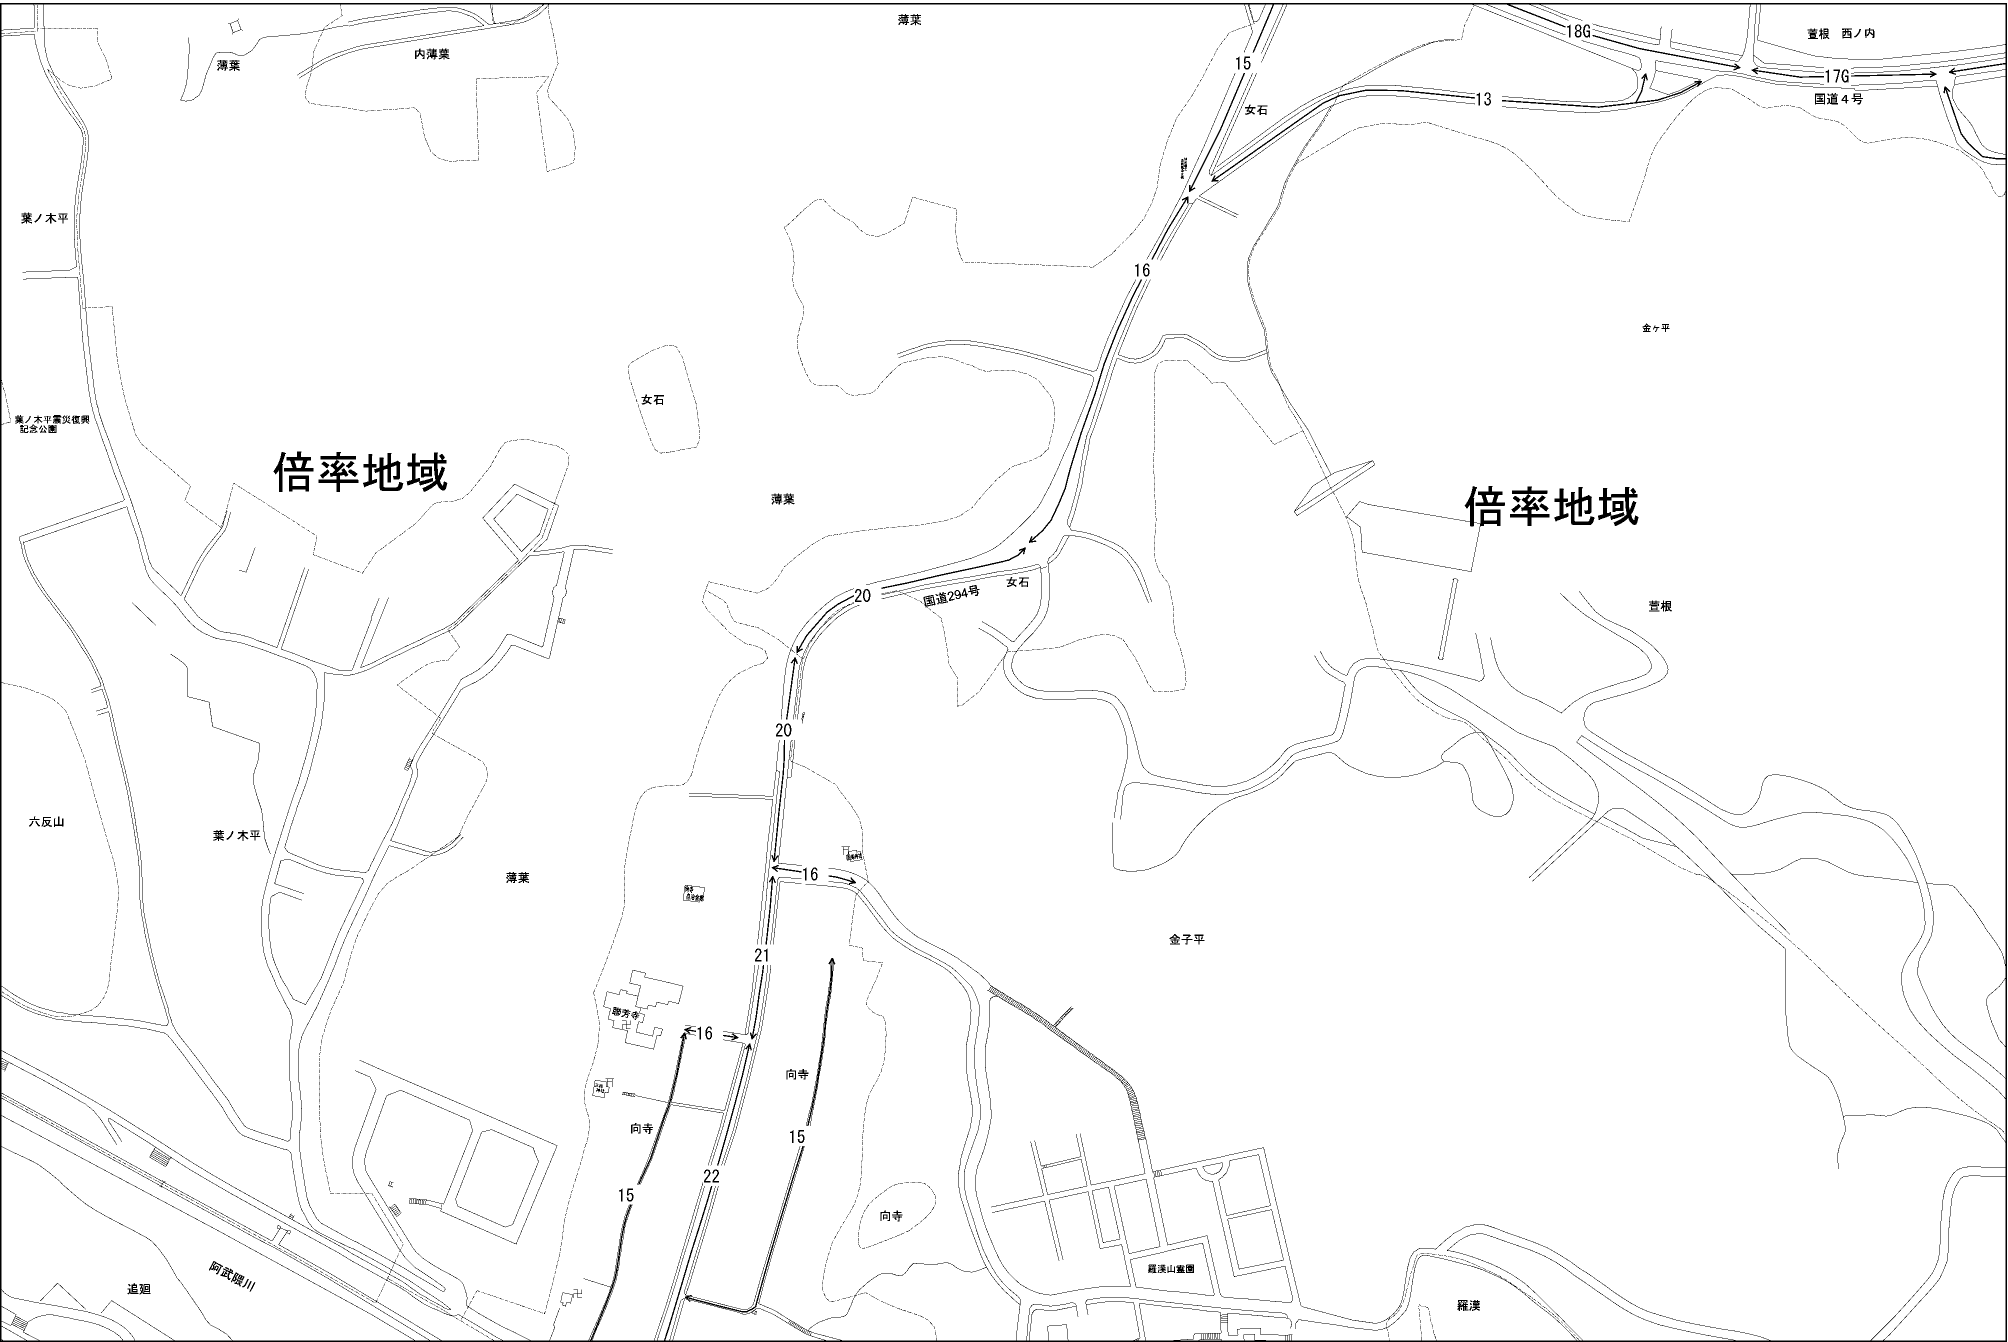 薄葉
18G
萱根 西ノ内
内薄葉
薄葉
15
17G
13
国道4号
女石
葉ノ木平
16
金ヶ平
女石
葉ノ木平震災復興
記念公園
倍率地域
薄葉
倍率地域
女石
20
国道294号
萱根
20
六反山
葉ノ木平
16
薄葉
金子平
21
聯芳寺
16
向寺
向寺
15
22
15
向寺
羅漢山霊園
阿武隈川
追廻
羅漢